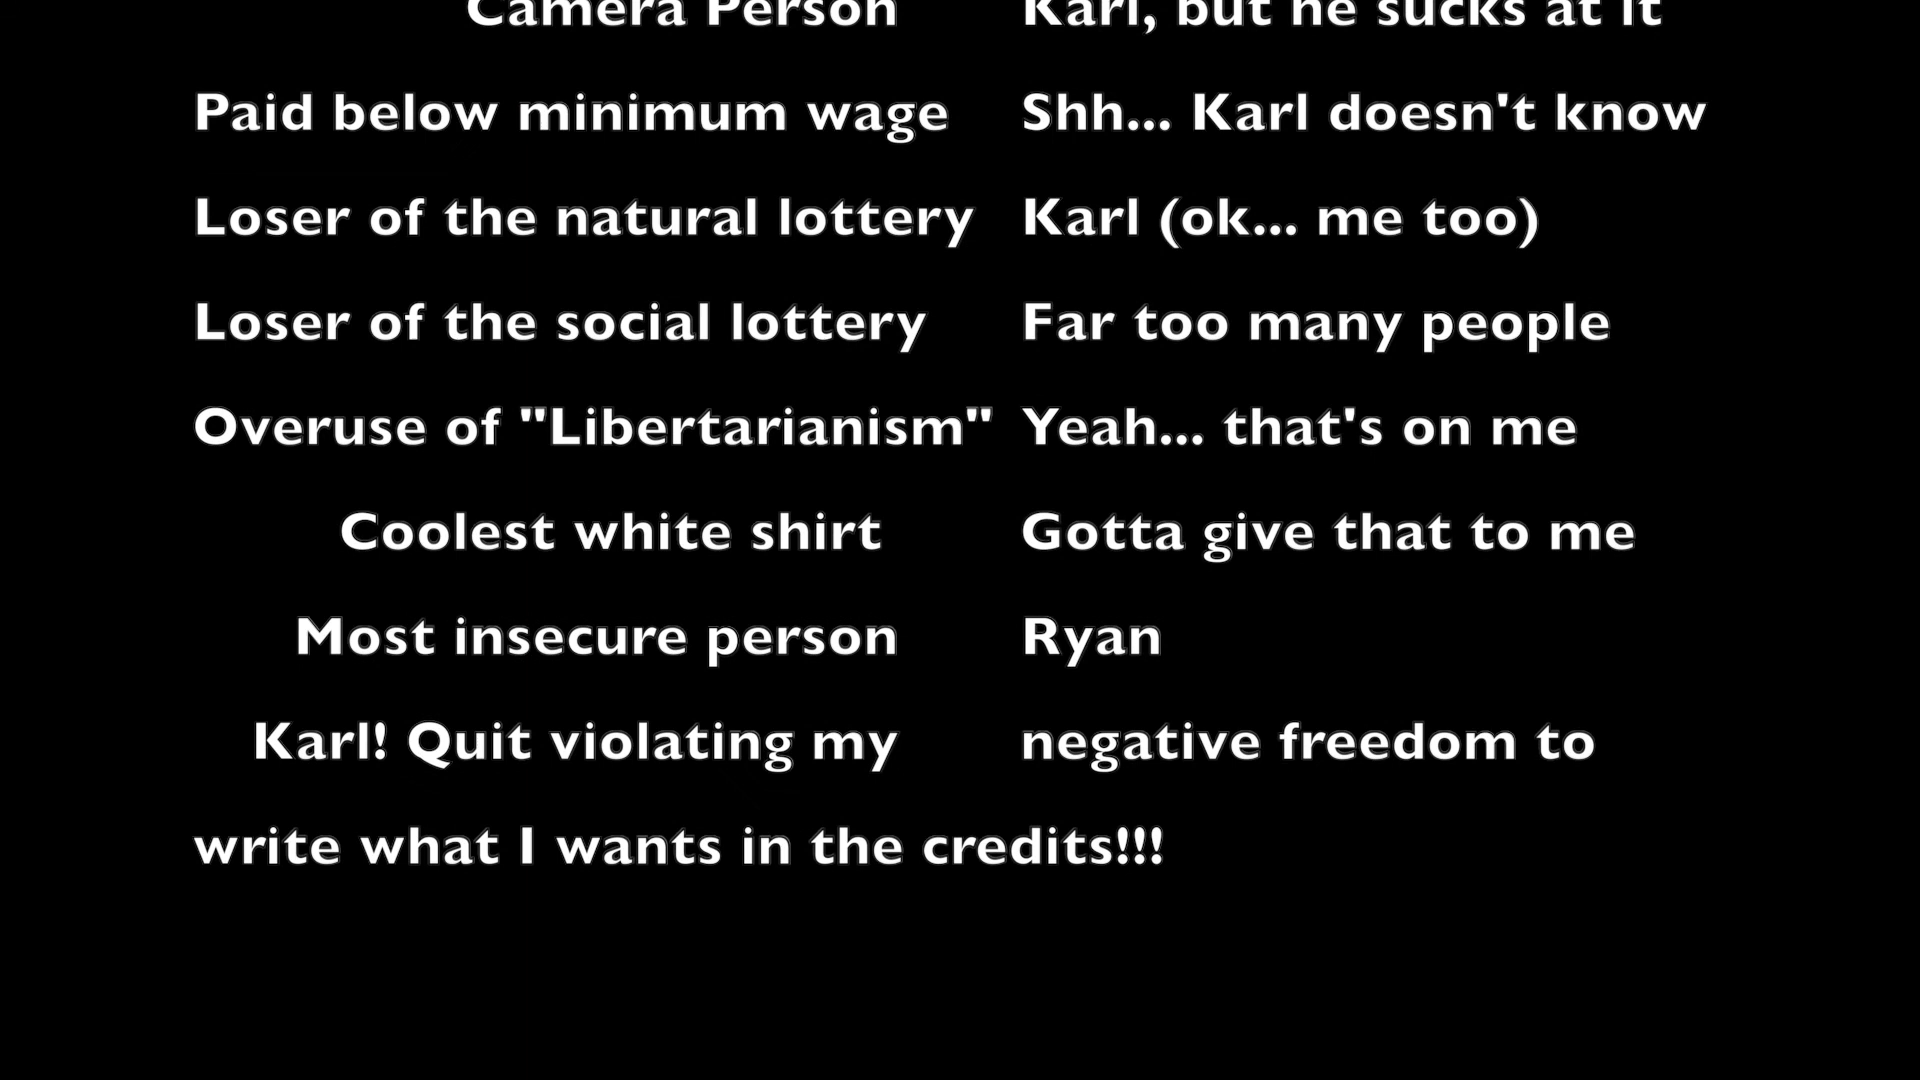 Camera Person Karl, but he sucks at it
Paid below minimum wage Shh... Karl doesn't know
Loser of the natural lottery Karl (ok... me too)
Loser of the social lottery Far too many people
Overuse of "Libertarianism" Yeah... that's on me
Coolest white shirt Gotta give that to me
Most insecure person Ryan
Karl! Quit violating my negative freedom to
write what I wants in the credits!!!